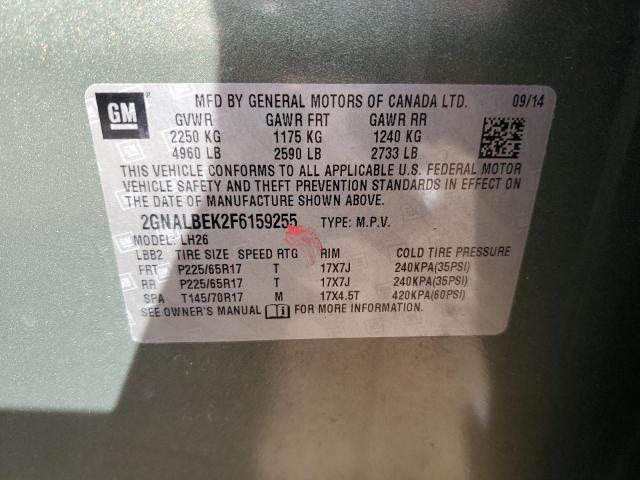 GM
MFD BY GENERAL MOTORS OF CANADA LTD. 09/14
GVWR GAWR FRT GAWR RR
2250 KG 1175 KG 1240 KG
4960 LB 2590 LB 2733 LB
THIS VEHICLE CONFORMS TO ALL APPLICABLE U.S. FEDERAL MOTOR
VEHICLE SAFETY AND THEFT PREVENTION STANDARDS IN EFFECT ON
THE DATE OF MANUFACTURE SHOWN ABOVE.
2GNALBEK2F6159255 TYPE: M.P.V.
MODEL: LH26
LBB2 TIRE SIZE SPEED RTG RIM COLD TIRE PRESSURE
FRT P225/65R17 T 17X7J 240KPA(35PSI)
RR P225/65R17 T 17X7J 240KPA(35PSI)
SPA T145/70R17 M 17X4.5T 420KPA(60PSI)
SEE OWNER'S MANUAL FOR MORE INFORMATION.